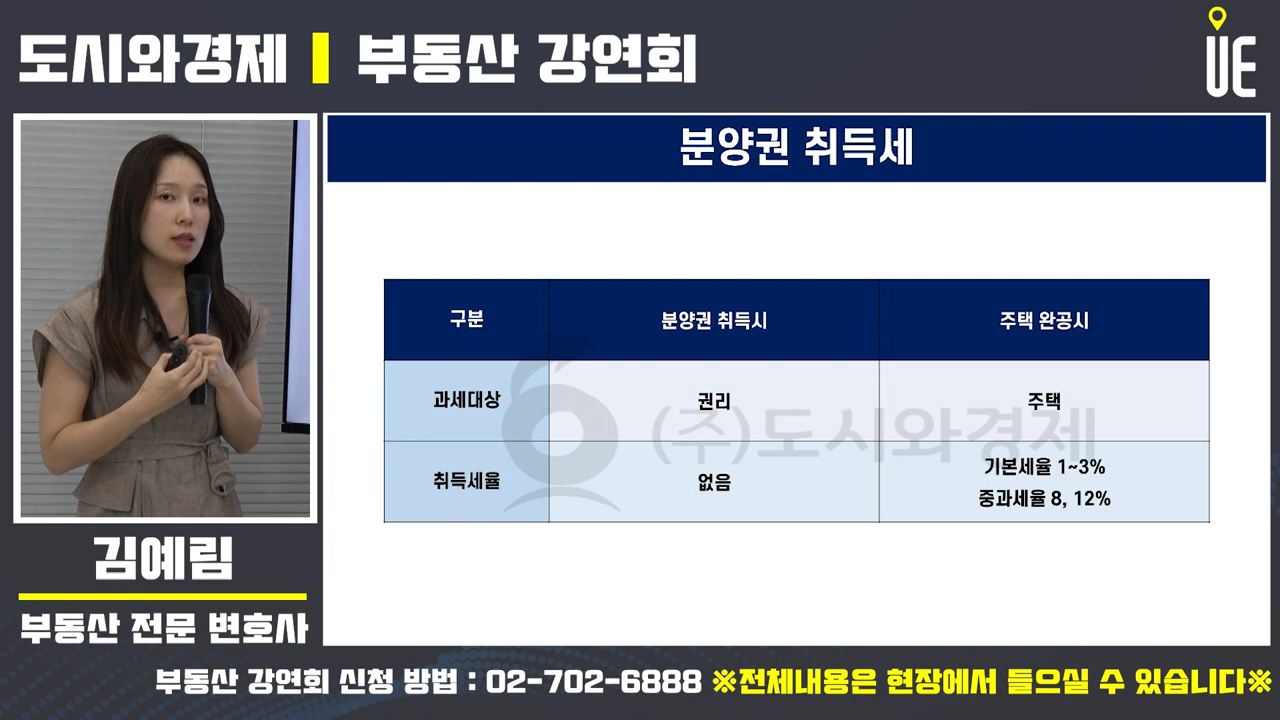 도시와경제 부동산 강연회
UE
분양권 취득세
구분 분양권 취득시 주택 완공시
과세대상 권리 주택
취득세율 없음 기본세율 1~3%
중과세율 8, 12%
(주)도시와경제
김예림
부동산 전문 변호사
부동산 강연회 신청 방법 : 02-702-6888 ※전체내용은 현장에서 들으실 수 있습니다※